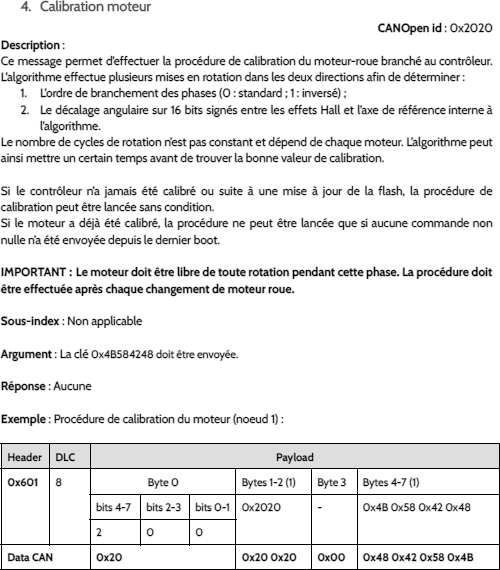 4. Calibration moteur
CANOpen id : 0x2020
Description :
Ce message permet d'effectuer la procédure de calibration du moteur-roue branché au contrôleur.
L'algorithme effectue plusieurs mises en rotation dans les deux directions afin de déterminer :
1. L'ordre de branchement des phases (0 : standard ; 1 : inversé) ;
2. Le décalage angulaire sur 16 bits signés entre les effets Hall et l'axe de référence interne à
l'algorithme.
Le nombre de cycles de rotation n'est pas constant et dépend de chaque moteur. L'algorithme peut
ainsi mettre un certain temps avant de trouver la bonne valeur de calibration.
Si le contrôleur n'a jamais été calibré ou suite à une mise à jour de la flash, la procédure de
calibration peut être lancée sans condition.
Si le moteur a déjà été calibré, la procédure ne peut être lancée que si aucune commande non
nulle n'a été envoyée depuis le dernier boot.
IMPORTANT : Le moteur doit être libre de toute rotation pendant cette phase. La procédure doit
être effectuée après chaque changement de moteur roue.
Sous-index : Non applicable
Argument : La clé 0x4B584248 doit être envoyée.
Réponse : Aucune
Exemple : Procédure de calibration du moteur (noeud 1) :
Header DLC Payload
0x601 8 Byte 0 Bytes 1-2 (1) Byte 3 Bytes 4-7 (1)
bits 4-7 bits 2-3 bits 0-1 0x2020 - 0x4B 0x58 0x42 0x48
2 0 0
Data CAN 0x20 0x20 0x20 0x00 0x48 0x42 0x58 0x4B